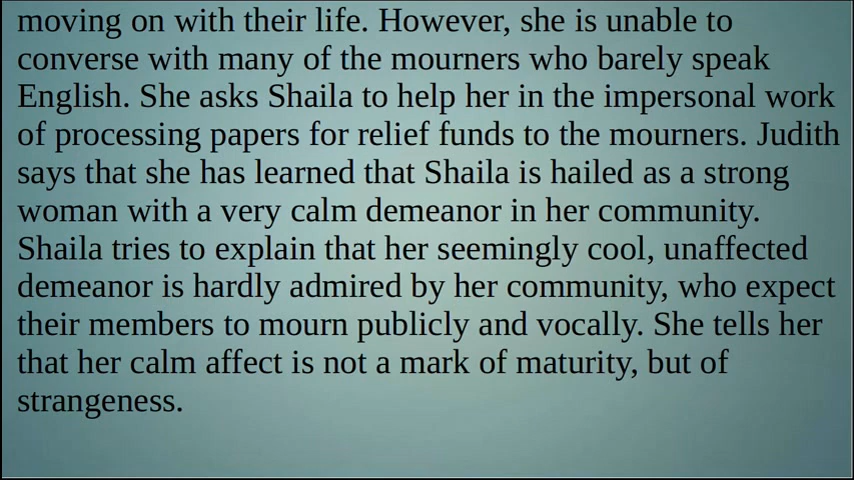 moving on with their life. However, she is unable to
converse with many of the mourners who barely speak
English. She asks Shaila to help her in the impersonal work
of processing papers for relief funds to the mourners. Judith
says that she has learned that Shaila is hailed as a strong
woman with a very calm demeanor in her community.
Shaila tries to explain that her seemingly cool, unaffected
demeanor is hardly admired by her community, who expect
their members to mourn publicly and vocally. She tells her
that her calm affect is not a mark of maturity, but of
strangeness.